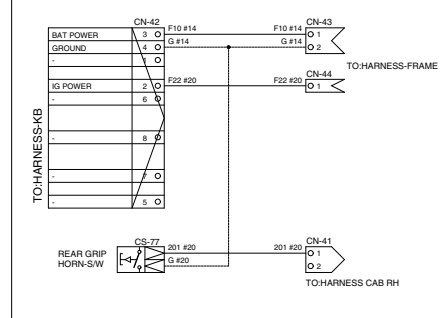 CN-42
CN-43
BAT POWER 3 F10 #14 F10 #14 1
GROUND 4 G #14 G #14 2
- 1
TO:HARNESS-FRAME
CN-44
IG POWER 2 F22 #20 F22 #20 1
- 6
- 8
- 7
- 5
TO:HARNESS-KB
CS-77
CN-41
REAR GRIP
HORN-S/W
201 #20 201 #20 1
G #20 2
TO:HARNESS CAB RH